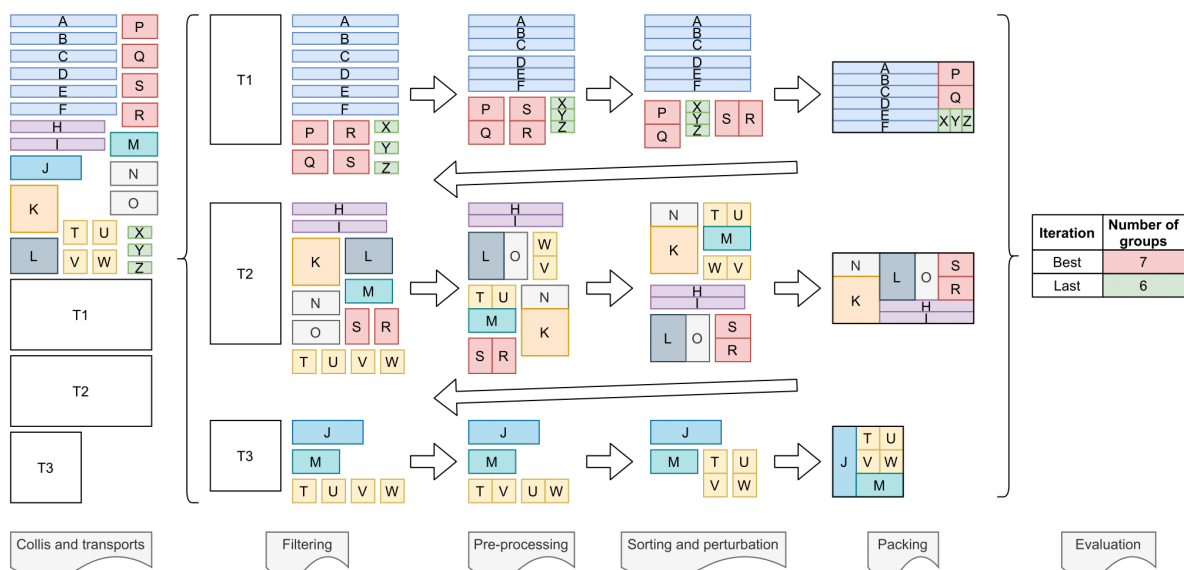 A
P
B
C
Q
D
E
S
F
R
H
I
M
J
N
K
O
T U X
L
Y
V W
Z
T1
T2
T3
T1
A
B
C
D
E
F
P R X
Y
Q S
Z
A
B
C
D
E
F
P S X
Y
Q R Z
A
B
C
D
E
F
P X S R
Y
Q Z
A P
B
C Q
D
E X Y Z
F
T2
H
I
K L
M
N
O S R
T U V W
H
I
L O W
V
T U N
M K
S R
N T U
K M
W V
H
I
L O S
R
N L O S
R
K H
I
T3
J
M
T U V W
J
M
T V U W
J
M T U
V W
J T U
V W
M
Iteration Number of groups
Best 7
Last 6
Collis and transports
Filtering
Pre-processing
Sorting and perturbation
Packing
Evaluation